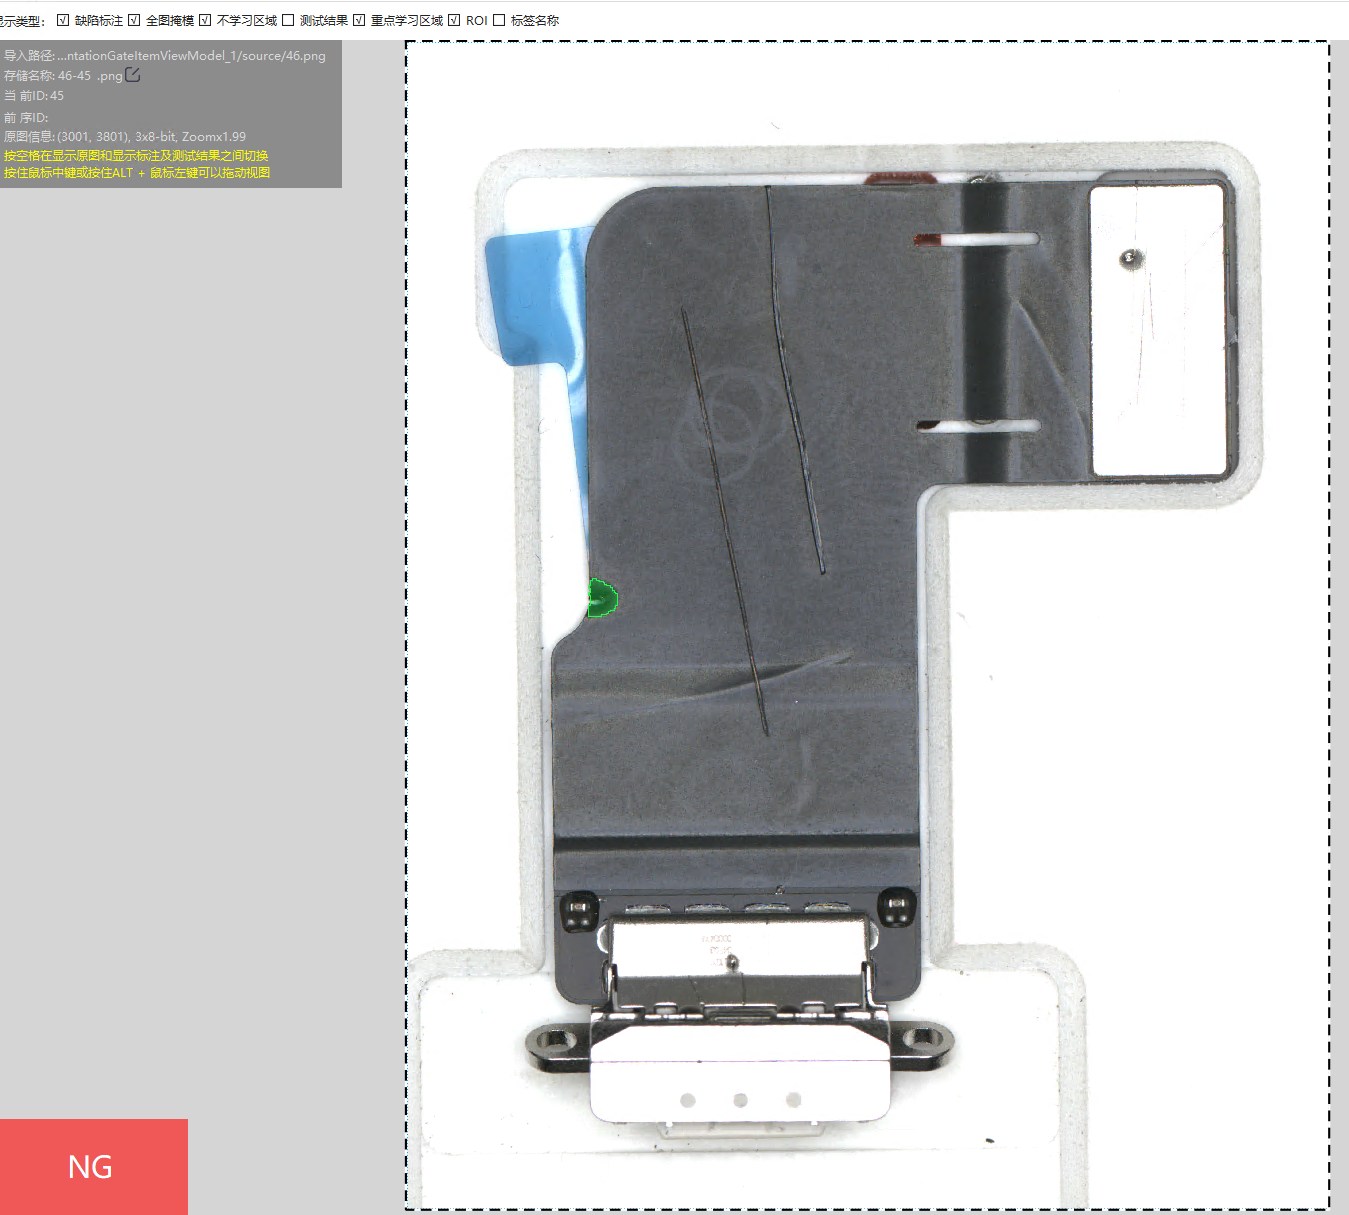 显示类型: 缺陷标注 全图掩模 不学习区域 测试结果 重点学习区域 ROI 标签名称
导入路径: ...ntationGateItemViewModel_1/source/46.png
存储名称: 46-45 .png
当 前ID: 45
前 序ID:
原图信息: (3001, 3801), 3x8-bit, Zoomx1.99
按空格在显示原图和显示标注及测试结果之间切换
按住鼠标中键或按住ALT + 鼠标左键可以拖动视图
NG